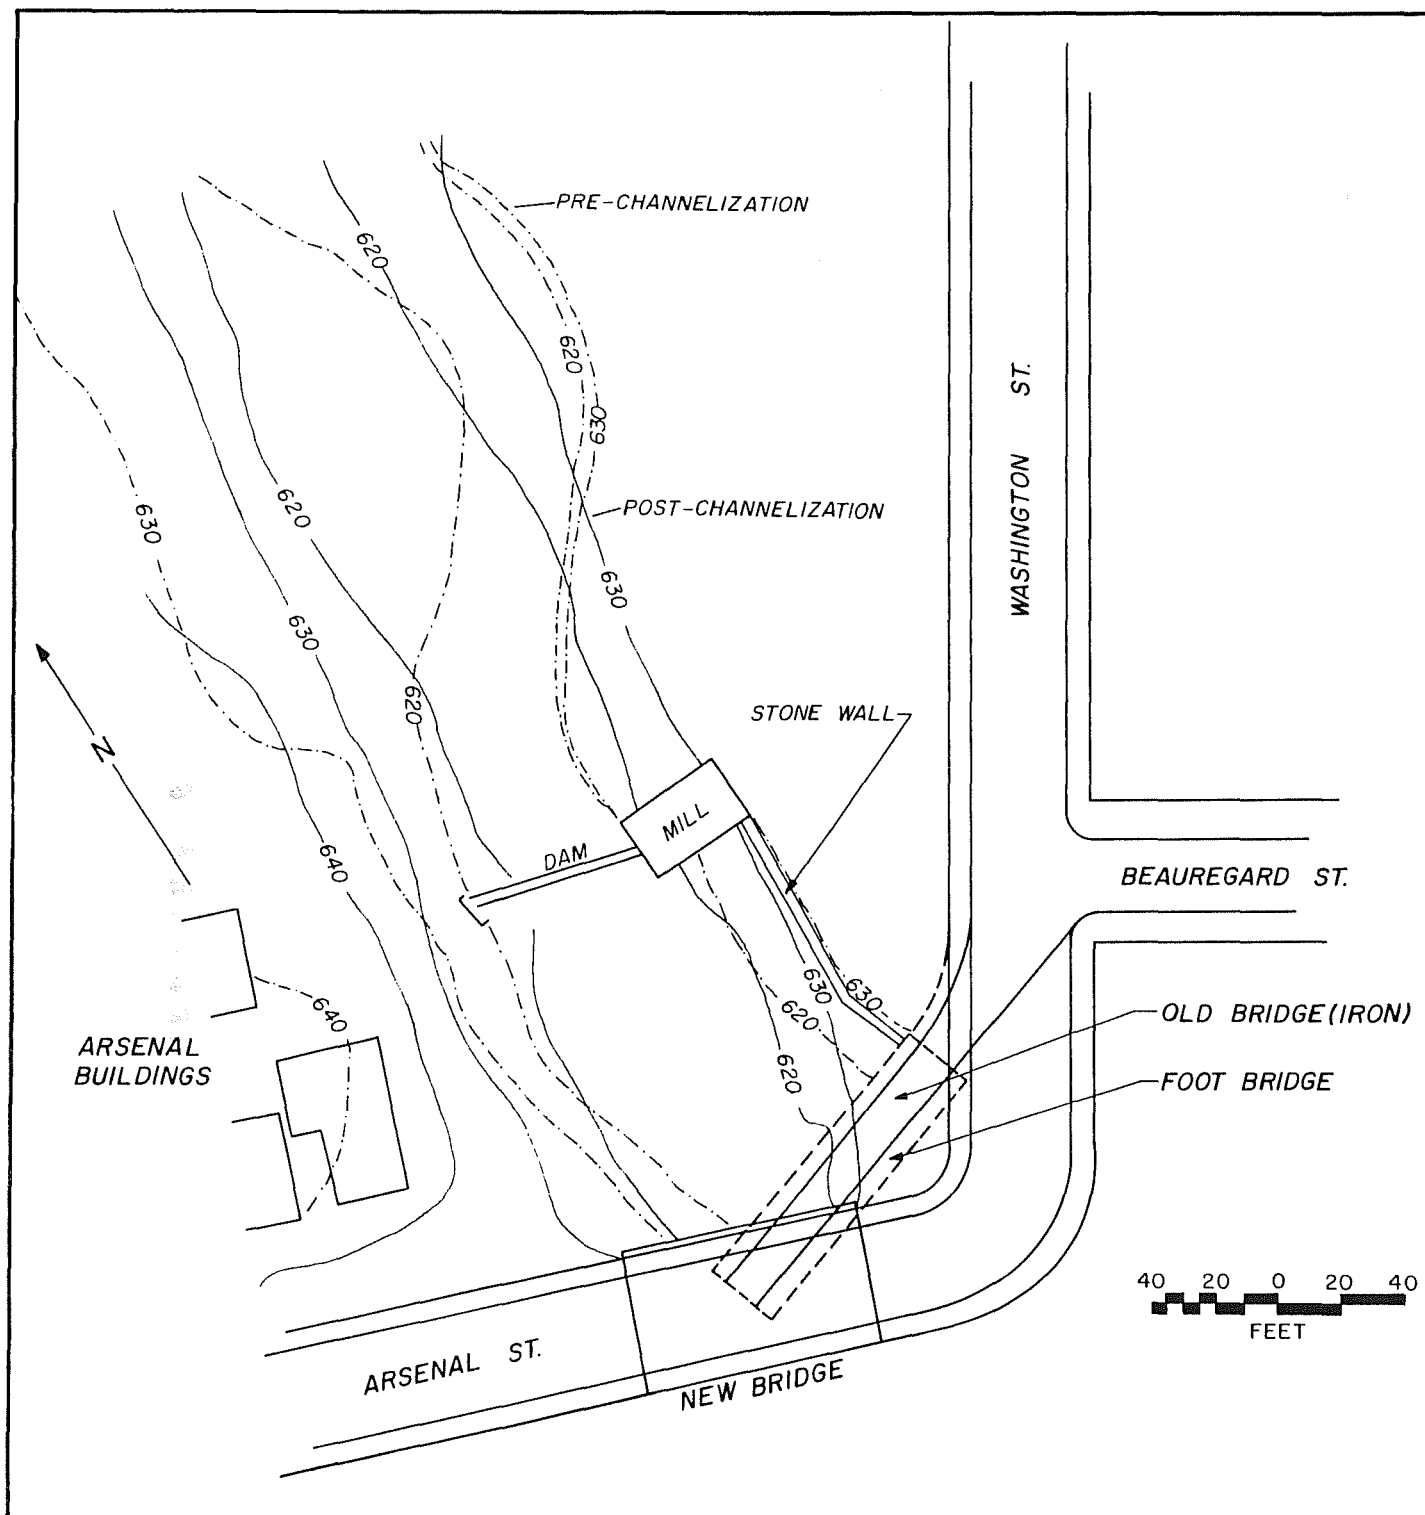 PRE-CHANNELIZATION
620
620
630
WASHINGTON ST.
620
POST-CHANNELIZATION
630
630
630
620
STONE WALL
N
MILL
DAM
640
BEAUREGARD ST.
630
630
620
640
OLD BRIDGE(IRON)
ARSENAL
BUILDINGS
620
FOOT BRIDGE
40 20 0 20 40
FEET
ARSENAL ST.
NEW BRIDGE